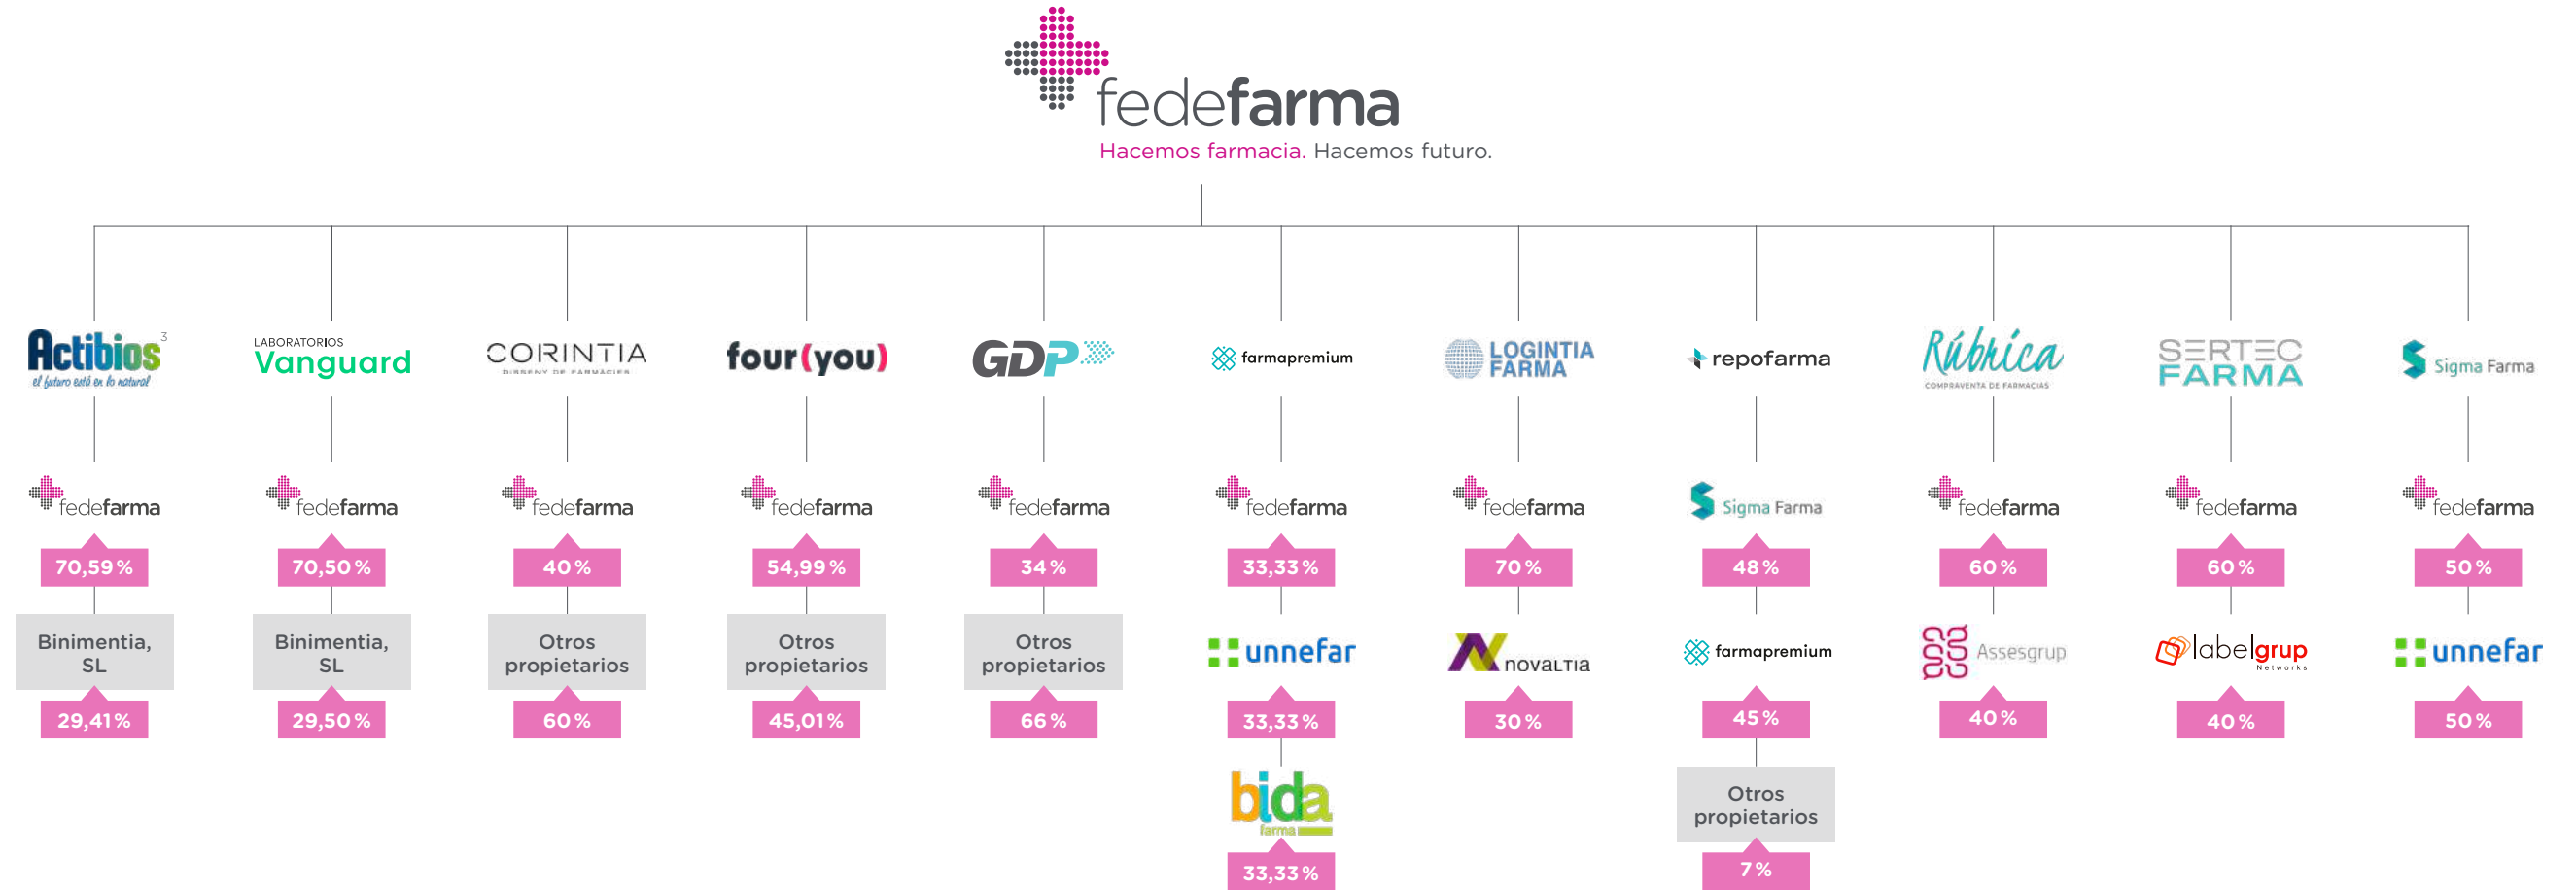 fedefarma
Hacemos farmacia. Hacemos futuro.
Actibios 3
el futuro está en lo natural
fedefarma
70,59 %
Binimentia,
SL
29,41 %
LABORATORIOS
Vanguard
fedefarma
70,50 %
Binimentia,
SL
29,50 %
CORINTIA
DISSENY DE FARMÀCIES
fedefarma
40 %
Otros
propietarios
60 %
four(you)
fedefarma
54,99 %
Otros
propietarios
45,01 %
GDP
fedefarma
34 %
Otros
propietarios
66 %
farmapremium
fedefarma
33,33 %
unnefar
33,33 %
bida
farma
33,33 %
LOGINTIA
FARMA
fedefarma
70 %
NOVALTIA
30 %
repofarma
Sigma Farma
48 %
farmapremium
45 %
Otros
propietarios
7 %
Rúbrica
COMPRAVENTA DE FARMACIAS
fedefarma
60 %
Assesgrup
40 %
SERTEC
FARMA
fedefarma
60 %
labelgrup
Networks
40 %
Sigma Farma
fedefarma
50 %
unnefar
50 %